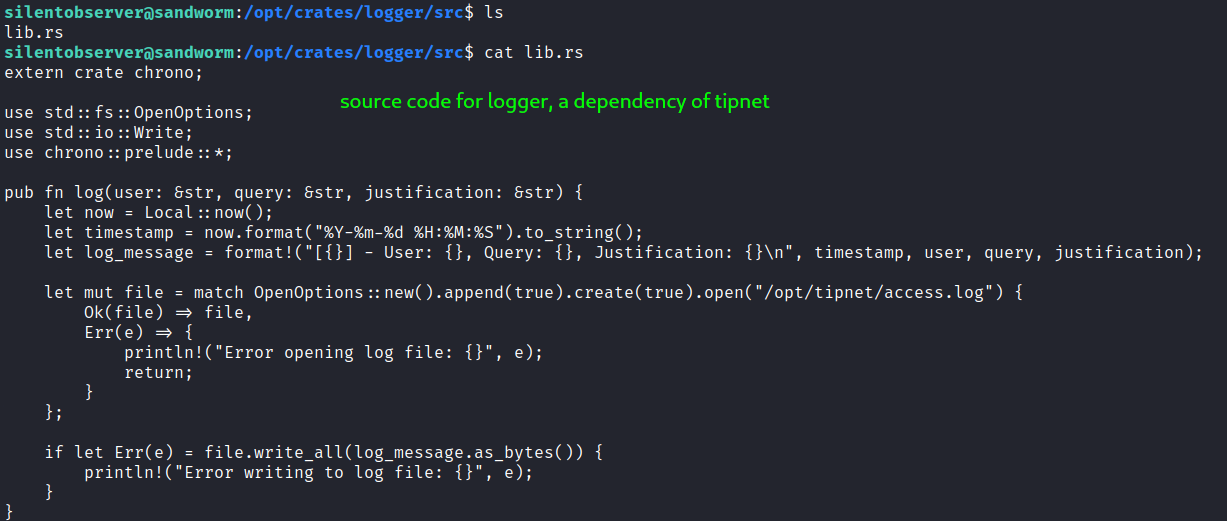 silentobserver@sandworm:/opt/crates/logger/src$ ls
lib.rs
silentobserver@sandworm:/opt/crates/logger/src$ cat lib.rs
extern crate chrono;
source code for logger, a dependency of tipnet
use std::fs::OpenOptions;
use std::io::Write;
use chrono::prelude::*;

pub fn log(user: &str, query: &str, justification: &str) {
    let now = Local::now();
    let timestamp = now.format("%Y-%m-%d %H:%M:%S").to_string();
    let log_message = format!("[{}] - User: {}, Query: {}, Justification: {}\n", timestamp, user, query, justification);

    let mut file = match OpenOptions::new().append(true).create(true).open("/opt/tipnet/access.log") {
        Ok(file) => file,
        Err(e) => {
            println!("Error opening log file: {}", e);
            return;
        }
    };

    if let Err(e) = file.write_all(log_message.as_bytes()) {
        println!("Error writing to log file: {}", e);
    }
}